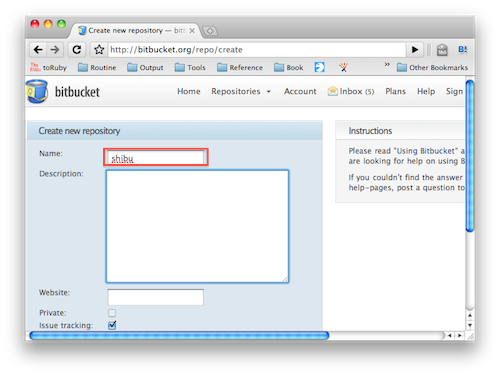 Create new repository — bitb
http://bitbucket.org/repo/create
toRuby Routine Output Tools Reference Book » Other Bookmarks
bitbucket Home Repositories Account Inbox (5) Plans Help Sign
Create new repository
Name: shibu
Description:
Website:
Private:
Issue tracking:
Instructions
Please read "Using Bitbucket" a
are looking for help on using B
If you couldn't find the answer
help-pages, post a question to